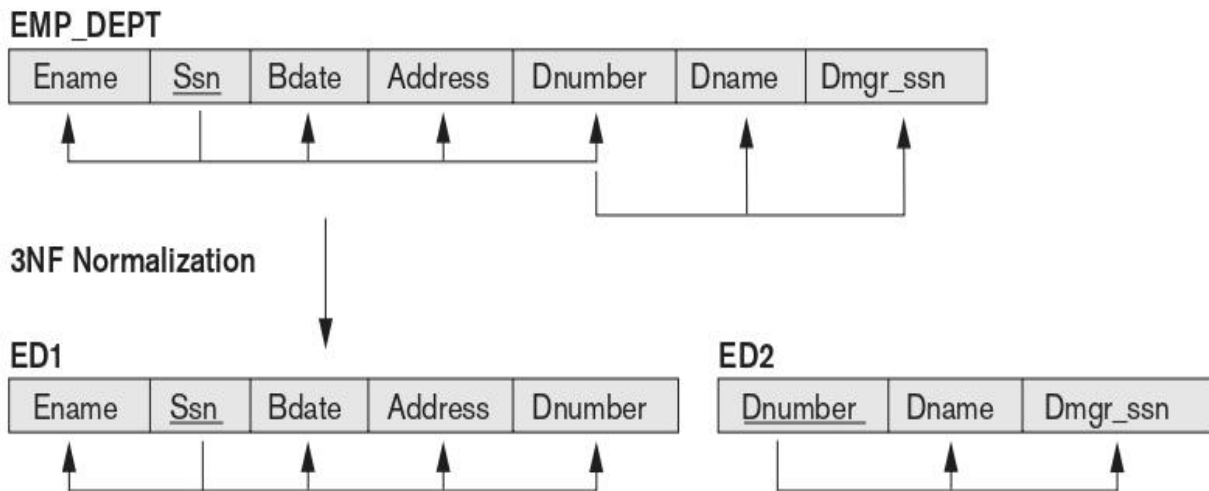 EMP_DEPT
Ename Ssn Bdate Address Dnumber Dname Dmgr_ssn
3NF Normalization
ED1 ED2
Ename Ssn Bdate Address Dnumber Dnumber Dname Dmgr_ssn